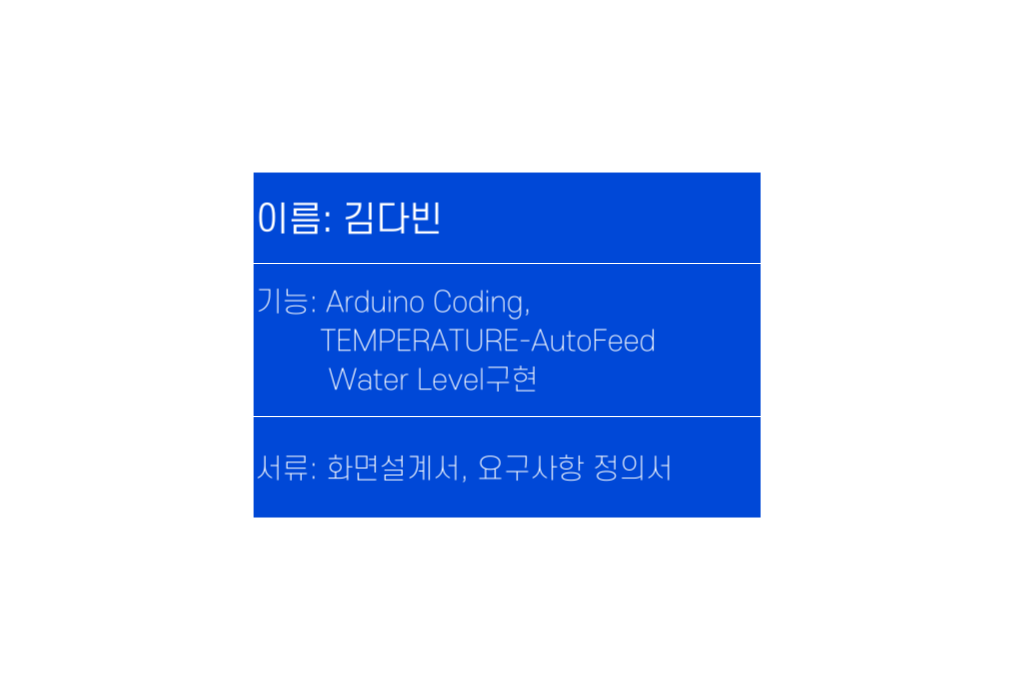 이름: 김다빈
기능: Arduino Coding,
TEMPERATURE-AutoFeed
Water Level구현
서류: 화면설계서, 요구사항 정의서